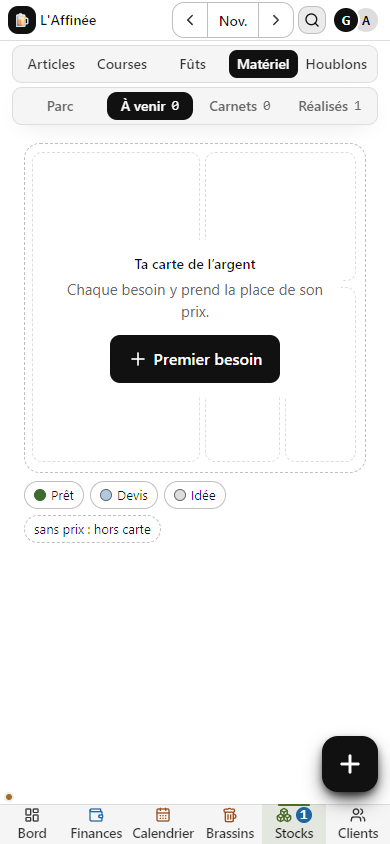 L'Affinée
Nov.
G
A
Articles
Courses
Fûts
Matériel
Houblons
Parc
À venir 0
Carnets 0
Réalisés 1
Ta carte de l'argent
Chaque besoin y prend la place de son
prix.
Premier besoin
Prêt
Devis
Idée
sans prix : hors carte
1
Bord
Finances
Calendrier
Brassins
Stocks
Clients